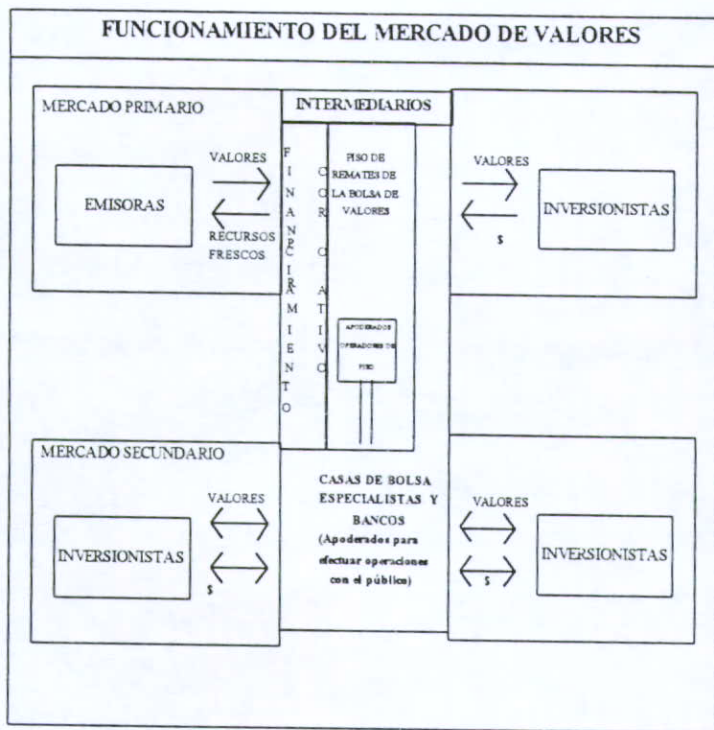 FUNCIONAMIENTO DEL MERCADO DE VALORES
MERCADO PRIMARIO
VALORES
EMISORAS
RECURSOS
FRESCOS
INTERMEDIARIOS
FINANCIAMIENTO
CORPORATIVO
PISO DE
REMATES DE
LA BOLSA DE
VALORES
APODERADOS
OPERADORES DE
PISO
VALORES
$
INVERSIONISTAS
MERCADO SECUNDARIO
VALORES
INVERSIONISTAS
$
CASAS DE BOLSA
ESPECIALISTAS Y
BANCOS
(Apoderados para
efectuar operaciones
con el público)
VALORES
$
INVERSIONISTAS